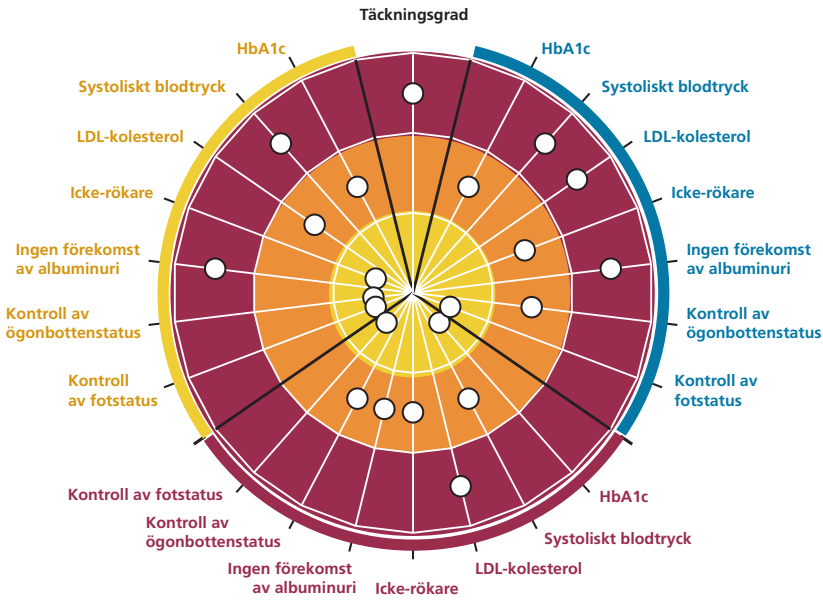 Täckningsgrad
HbA1c
Systoliskt blodtryck
LDL-kolesterol
Icke-rökare
Ingen förekomst
av albuminuri
Kontroll av
ögonbottenstatus
Kontroll
av fotstatus
HbA1c
Systoliskt blodtryck
LDL-kolesterol
Icke-rökare
Ingen förekomst
av albuminuri
Kontroll av
ögonbottenstatus
Kontroll av
fotstatus
HbA1c
Systoliskt blodtryck
LDL-kolesterol
Icke-rökare
Ingen förekomst
av albuminuri
Kontroll av
ögonbottenstatus
Kontroll av fotstatus